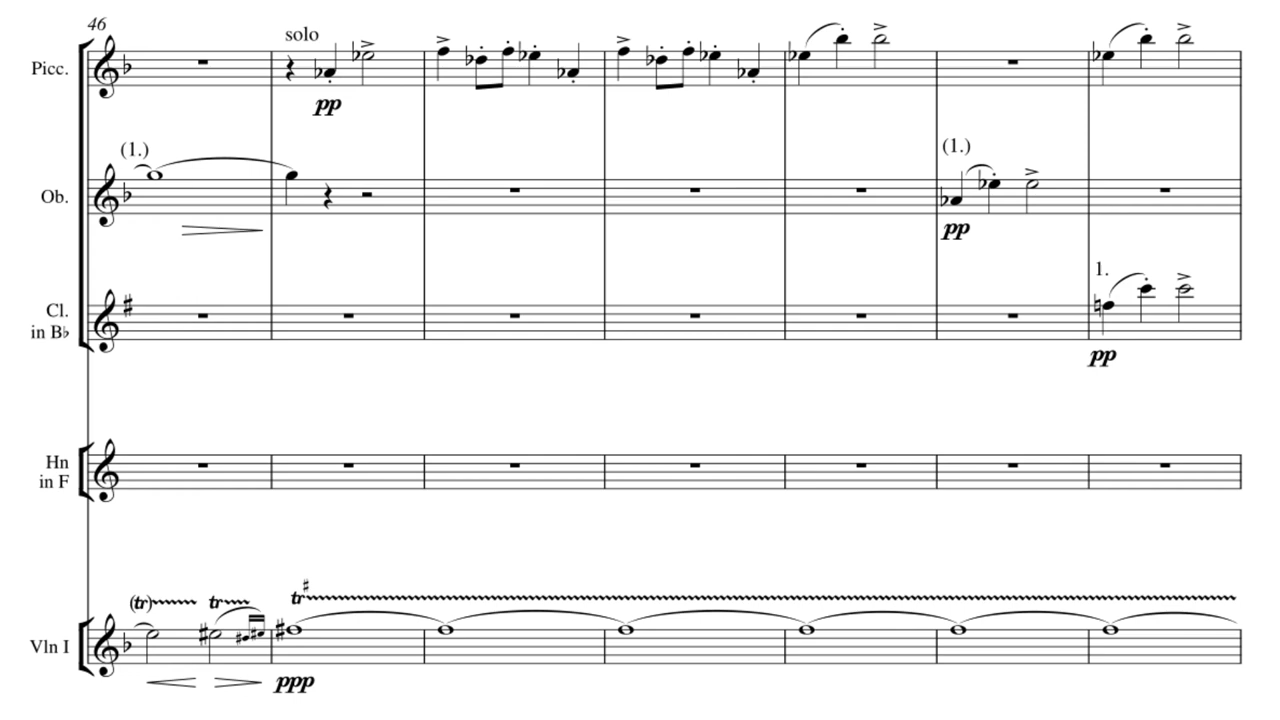 46
solo
Picc.
pp
(1.)
(1.)
Ob.
pp
1.
Cl.
in B♭
pp
Hn
in F
(tr) tr tr♯
Vln I
ppp